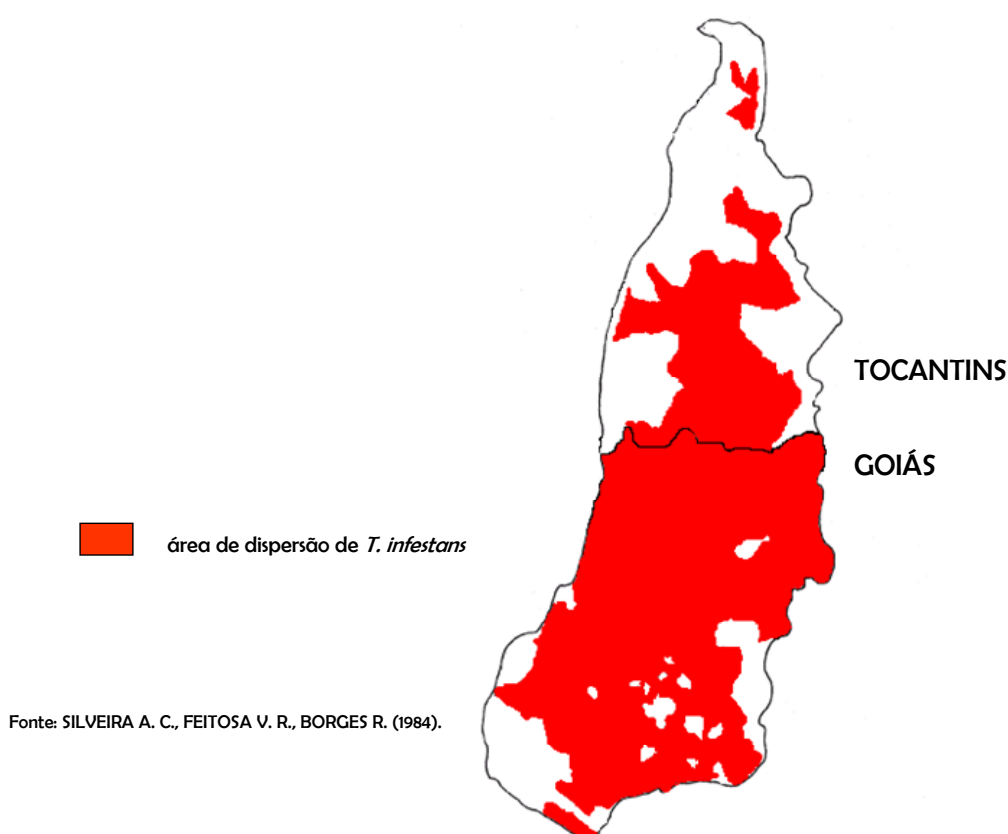 TOCANTINS
GOIÁS
área de dispersão de T. infestans
Fonte: SILVEIRA A. C., FEITOSA V. R., BORGES R. (1984).